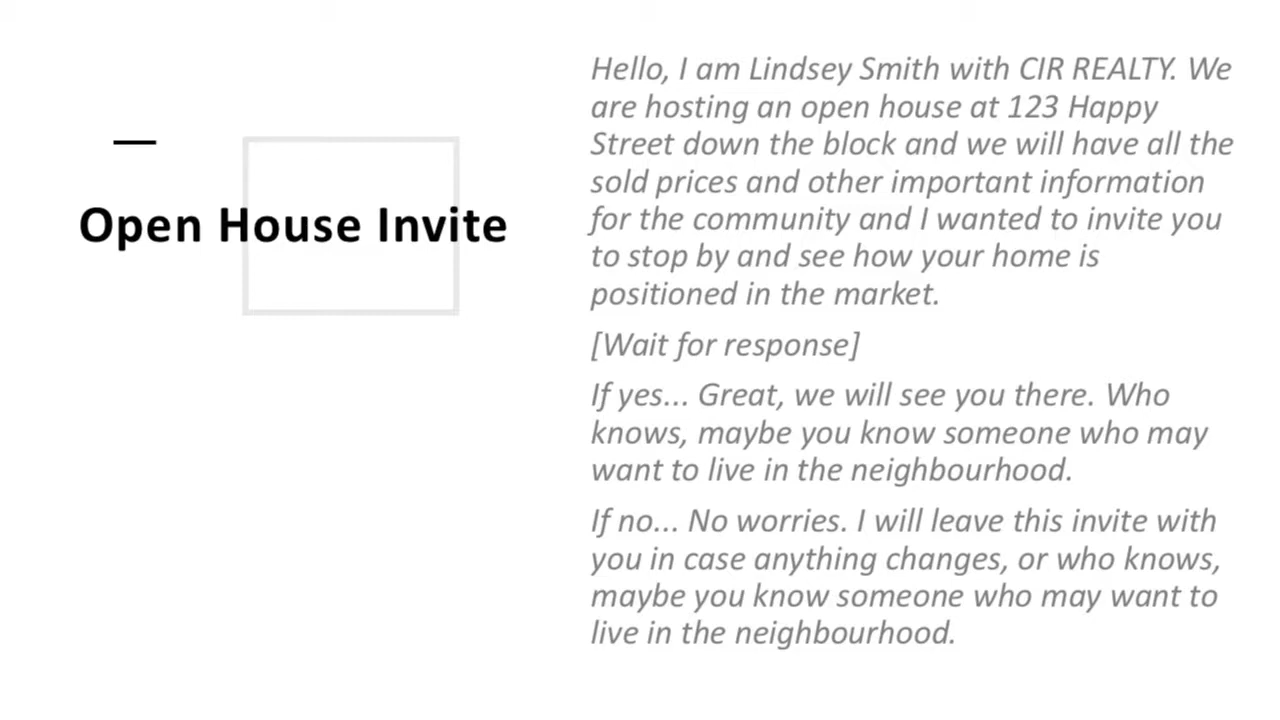 Open House Invite
Hello, I am Lindsey Smith with CIR REALTY. We
are hosting an open house at 123 Happy
Street down the block and we will have all the
sold prices and other important information
for the community and I wanted to invite you
to stop by and see how your home is
positioned in the market.
[Wait for response]
If yes... Great, we will see you there. Who
knows, maybe you know someone who may
want to live in the neighbourhood.
If no... No worries. I will leave this invite with
you in case anything changes, or who knows,
maybe you know someone who may want to
live in the neighbourhood.